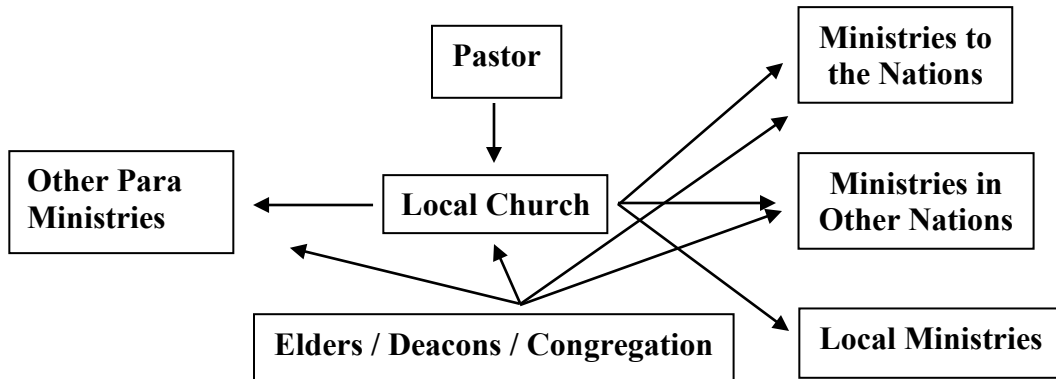 Pastor
Ministries to
the Nations
Other Para
Ministries
Local Church
Ministries in
Other Nations
Elders / Deacons / Congregation
Local Ministries